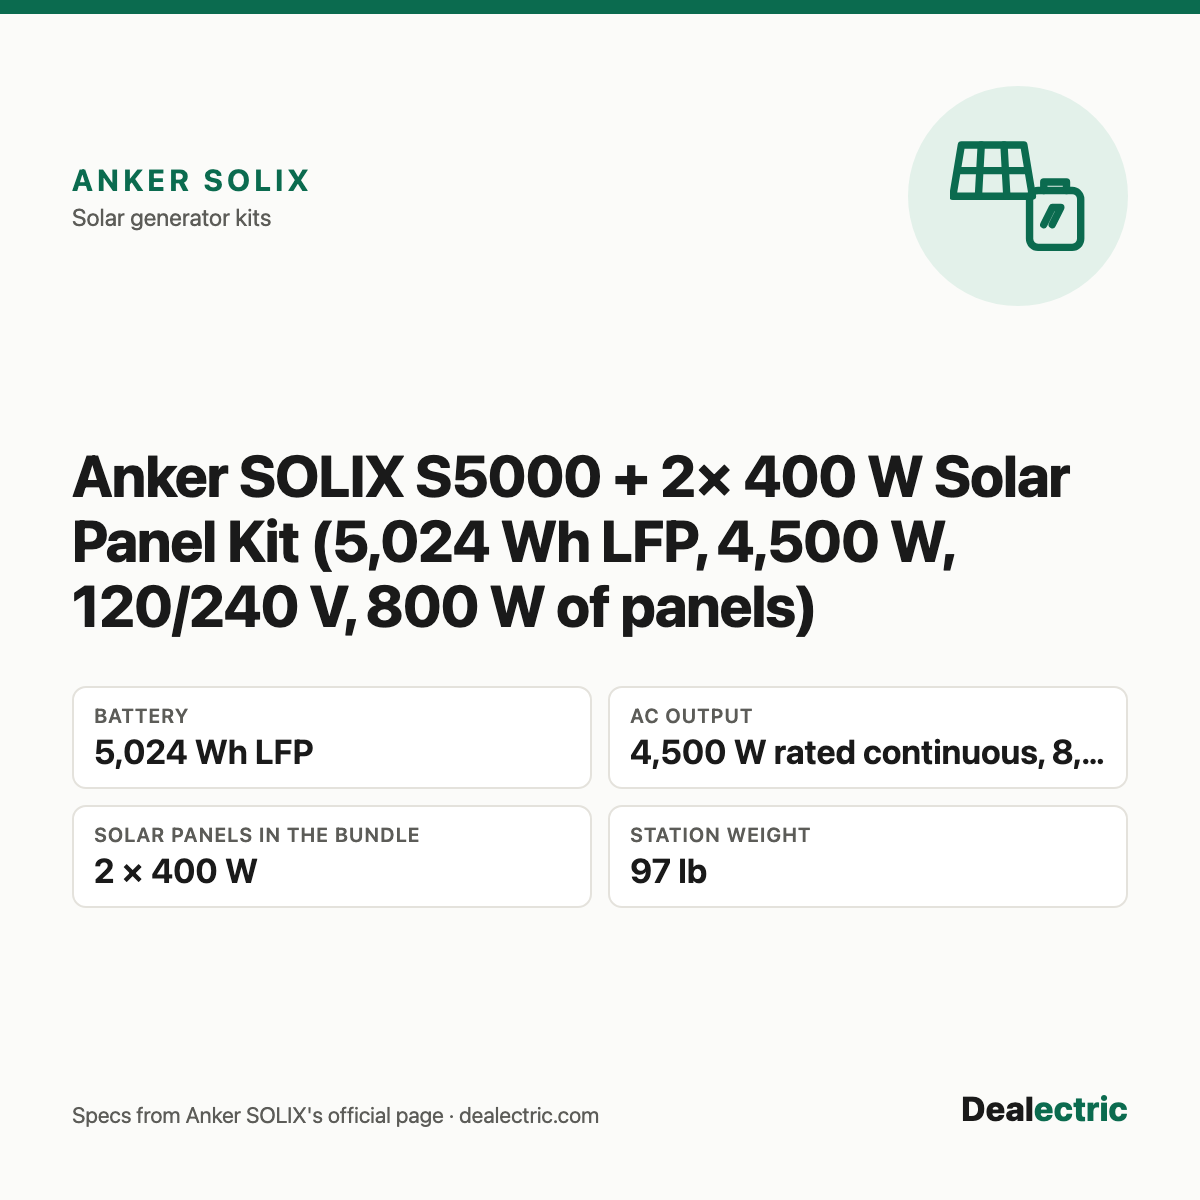 ANKER SOLIX
Solar generator kits
Anker SOLIX S5000 + 2× 400 W Solar
Panel Kit (5,024 Wh LFP, 4,500 W,
120/240 V, 800 W of panels)
BATTERY
5,024 Wh LFP
AC OUTPUT
4,500 W rated continuous, 8,...
SOLAR PANELS IN THE BUNDLE
2 × 400 W
STATION WEIGHT
97 lb
Specs from Anker SOLIX's official page · dealectric.com
Dealectric